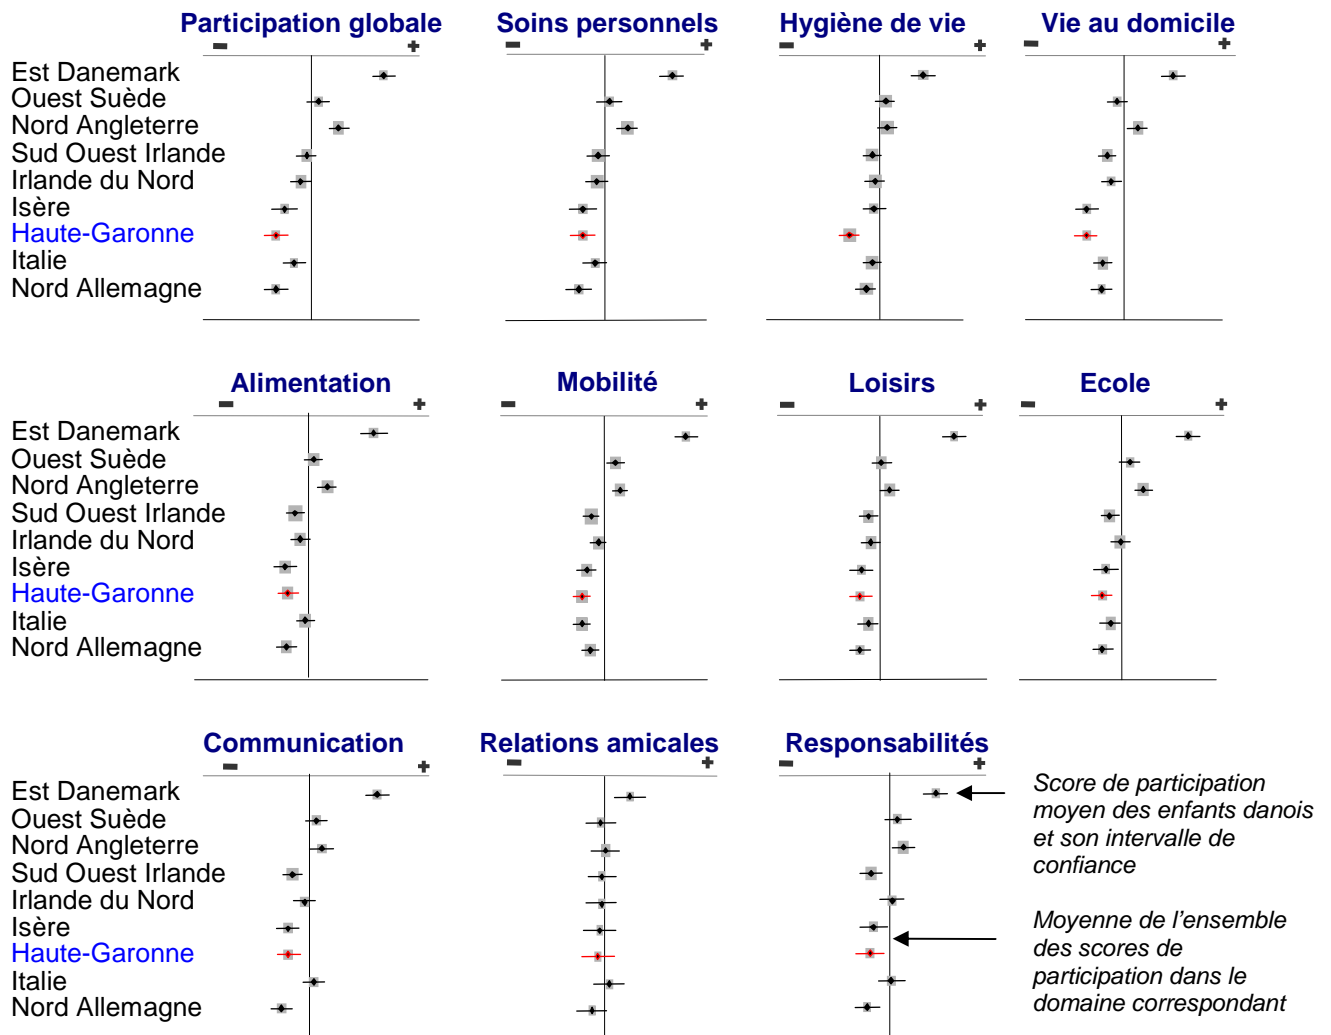 Participation globale
Soins personnels
Hygiène de vie
Vie au domicile
- +
- +
- +
- +
Est Danemark
Ouest Suède
Nord Angleterre
Sud Ouest Irlande
Irlande du Nord
Isère
Haute-Garonne
Italie
Nord Allemagne
Alimentation
Mobilité
Loisirs
Ecole
- +
- +
- +
- +
Est Danemark
Ouest Suède
Nord Angleterre
Sud Ouest Irlande
Irlande du Nord
Isère
Haute-Garonne
Italie
Nord Allemagne
Communication
Relations amicales
Responsabilités
- +
- +
- +
Est Danemark
Ouest Suède
Nord Angleterre
Sud Ouest Irlande
Irlande du Nord
Isère
Haute-Garonne
Italie
Nord Allemagne
Score de participation
moyen des enfants danois
et son intervalle de
confiance
Moyenne de l'ensemble
des scores de
participation dans le
domaine correspondant